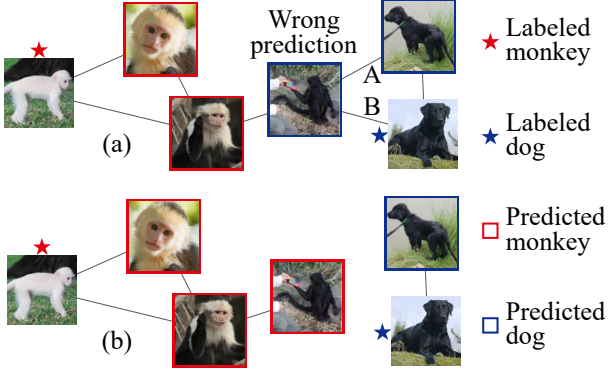 Wrong
prediction
A
B
(a)
Labeled
monkey
Labeled
dog
(b)
Predicted
monkey
Predicted
dog